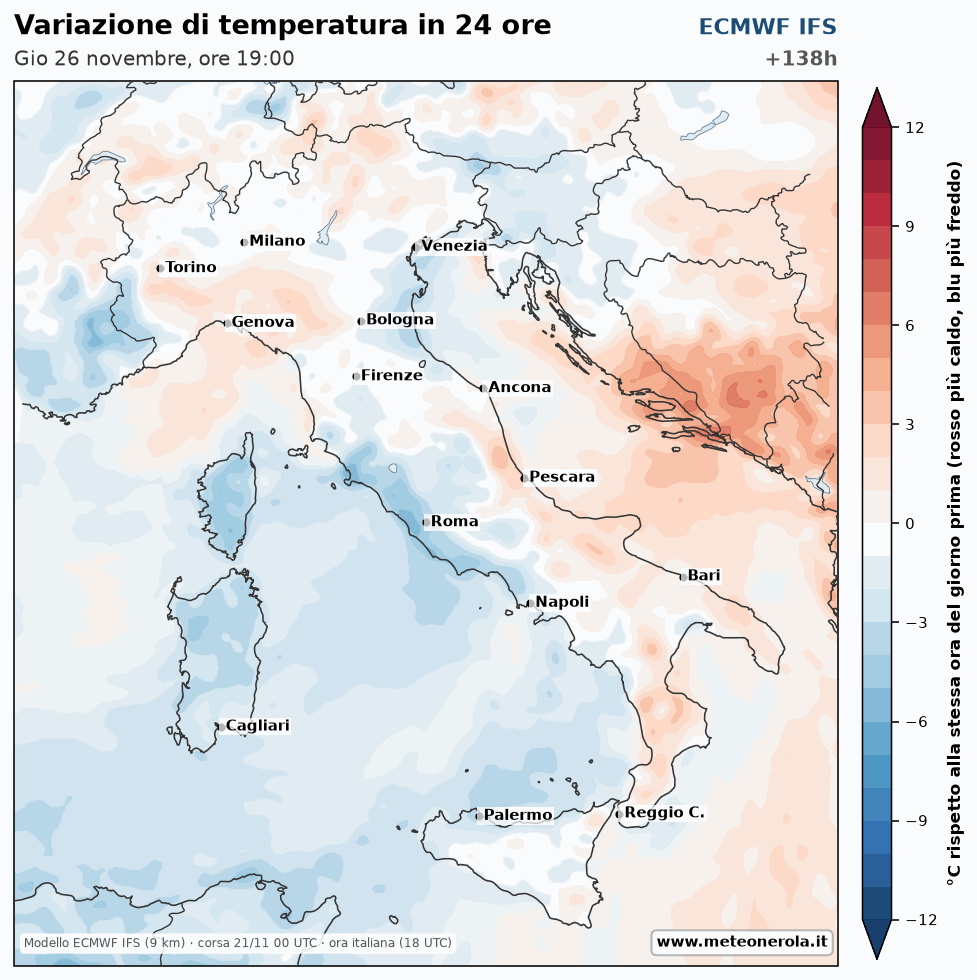 Variazione di temperatura in 24 ore
ECMWF IFS
Gio 26 novembre, ore 19:00
+138h
Milano
Venezia
Torino
Genova
Bologna
Firenze
Ancona
Pescara
Roma
Bari
Napoli
Cagliari
Palermo
Reggio C.
12
9
6
3
0
−3
−6
−9
−12
°C rispetto alla stessa ora del giorno prima (rosso più caldo, blu più freddo)
Modello ECMWF IFS (9 km) · corsa 21/11 00 UTC · ora italiana (18 UTC)
www.meteonerola.it